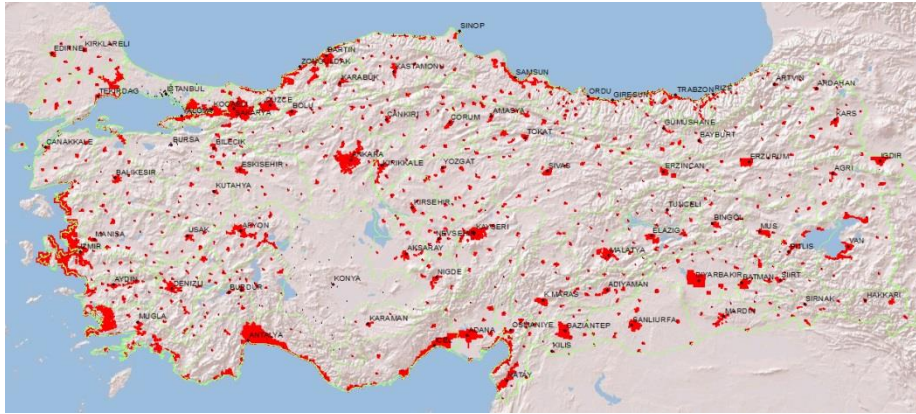 SINOP
EDIRNE
KIRKLARELI
BARTIN
ZONGULDAK
KASTAMONU
KARABUK
SAMSUN
TEKIRDAG
ISTANBUL
DUZCE
BOLU
ORDU
GIRESUN
TRABZON
RIZE
ARTVIN
ARDAHAN
CANKIRI
CORUM
AMASYA
TOKAT
GUMUSHANE
BAYBURT
KARS
CANAKKALE
BURSA
BILECIK
ESKISEHIR
KIRIKKALE
YOZGAT
SIVAS
ERZINCAN
ERZURUM
AGRI
IGDIR
BALIKESIR
KUTAHYA
KIRSEHIR
TUNCELI
BINGOL
MUS
MANISA
IZMIR
USAK
AFYON
NEVSEHIR
KAYSERI
AKSARAY
MALATYA
ELAZIG
BITLIS
VAN
AYDIN
DENIZLI
BURDUR
KONYA
NIGDE
ADIYAMAN
DIYARBAKIR
BATMAN
SIIRT
SIRNAK
HAKKARI
MUGLA
KARAMAN
K.MARAS
OSMANIYE
GAZIANTEP
SANLIURFA
MARDIN
ADANA
KILIS
HATAY